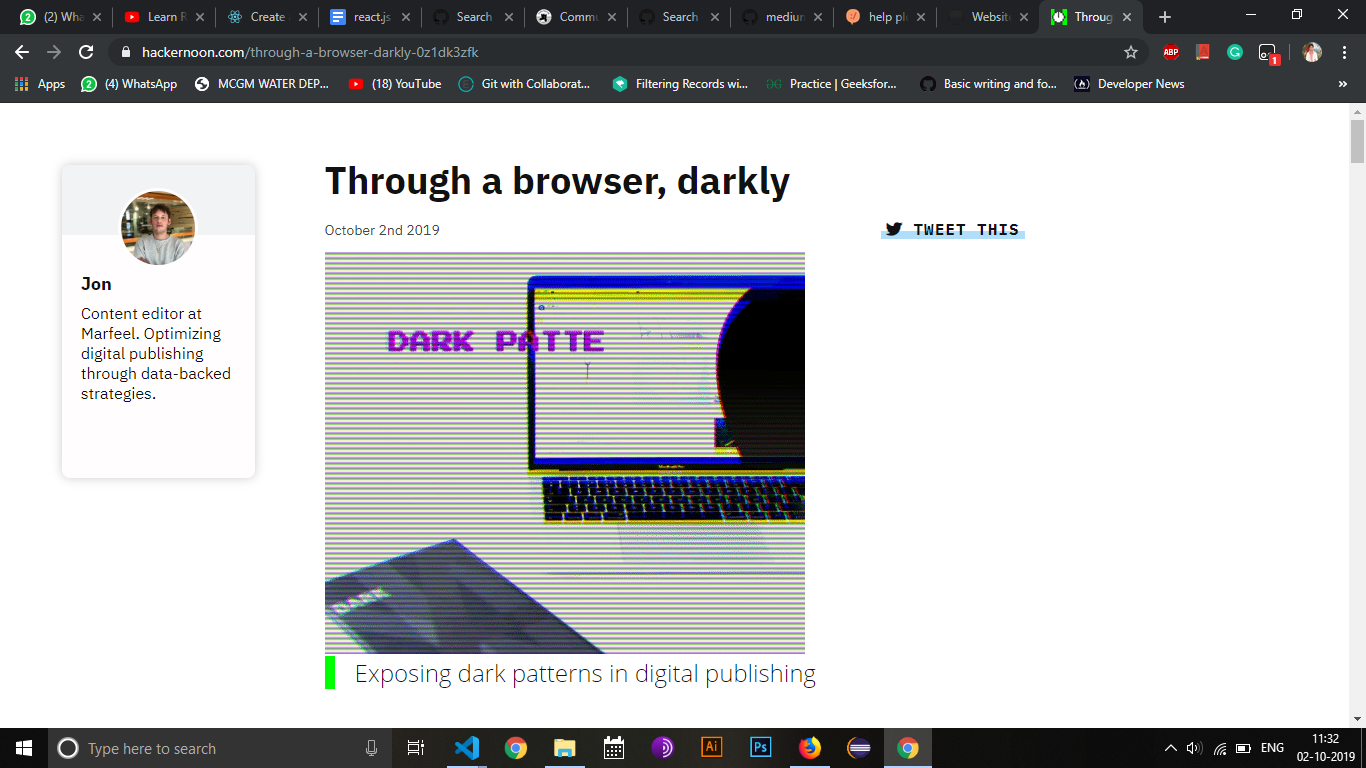 (2) Wha
Learn R
Create
react.js
Search
Commu
Search
medium
help pl
Website
Throug
hackernoon.com/through-a-browser-darkly-0z1dk3zfk
ABP
1
Apps
2
(4) WhatsApp
MCGM WATER DEP...
(18) YouTube
Git with Collaborat...
Filtering Records wi...
Practice | Geeksfor...
Basic writing and fo...
Developer News
»
Through a browser, darkly
October 2nd 2019
TWEET THIS
Jon
Content editor at
Marfeel. Optimizing
digital publishing
through data-backed
strategies.
DARK PATTE
DARK
Exposing dark patterns in digital publishing
Type here to search
Ai
Ps
ENG
11:32
02-10-2019